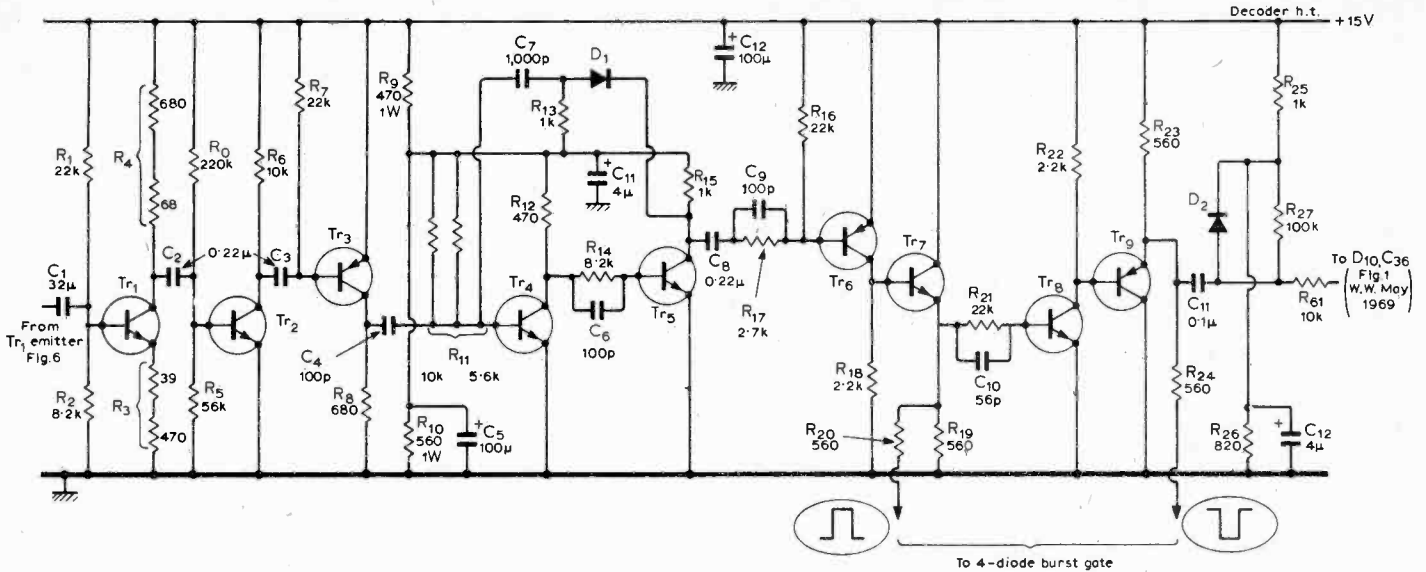 Decoder h.t.
+15V
C7
1,000p
D1
+
C12
100µ
R9
470
1W
R7
22k
R13
1k
R16
22k
R25
1k
680
R4
R1
22k
R0
220k
R6
10k
R23
560
R22
2·2k
C11
+
4µ
R15
1k
C9
100p
R12
470
68
D2
R27
100k
C2
0·22µ
C3
Tr3
R14
8·2k
Tr7
Tr9
C1
32µ
Tr1
Tr4
C8
0·22µ
Tr6
R21
22k
Tr8
To D10,C36
(Fig.1
W.W. May
1969)
From
Tr1 emitter
Fig.6
Tr2
C6
100p
Tr5
R17
2·7k
C11
0·1µ
R61
10k
C4
100p
R11
10k
5·6k
C10
56p
R2
8·2k
R3
39
470
R5
56k
R8
680
R10
560
1W
+
C5
100µ
R18
2·2k
R20
560
R19
560
R24
560
R26
820
+
C12
4µ
To 4-diode burst gate